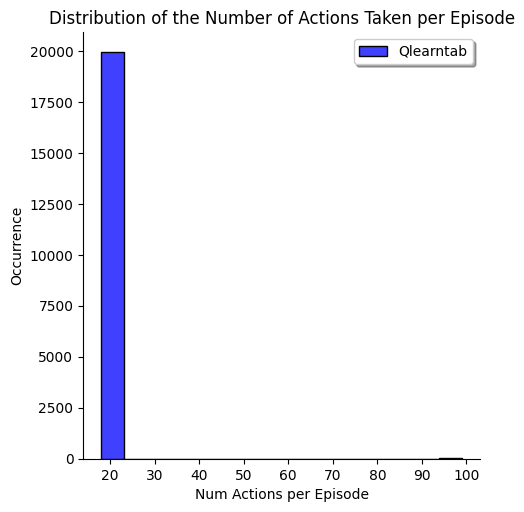 Distribution of the Number of Actions Taken per Episode
Qlearntab
20000
17500
15000
12500
10000
7500
5000
2500
0
Occurrence
20 30 40 50 60 70 80 90 100
Num Actions per Episode